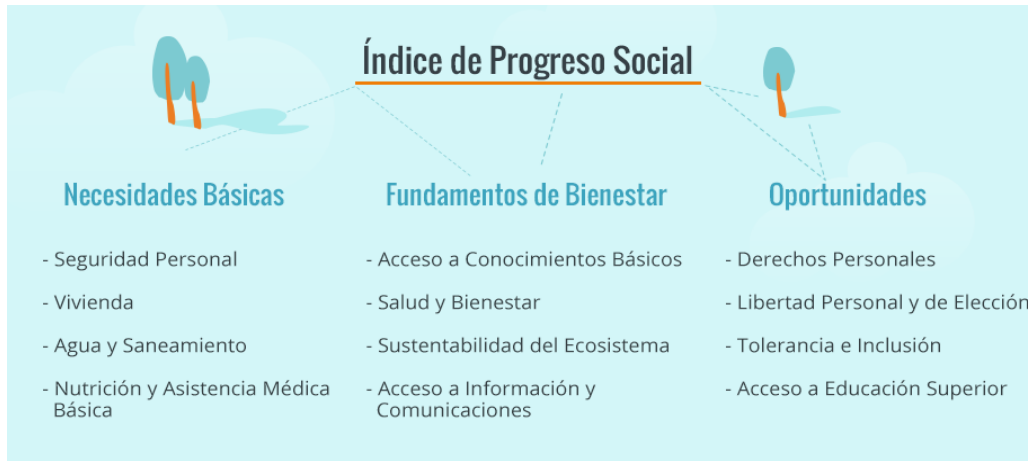 Índice de Progreso Social
Necesidades Básicas
- Seguridad Personal
- Vivienda
- Agua y Saneamiento
- Nutrición y Asistencia Médica
Básica
Fundamentos de Bienestar
- Acceso a Conocimientos Básicos
- Salud y Bienestar
- Sustentabilidad del Ecosistema
- Acceso a Información y
Comunicaciones
Oportunidades
- Derechos Personales
- Libertad Personal y de Elección
- Tolerancia e Inclusión
- Acceso a Educación Superior